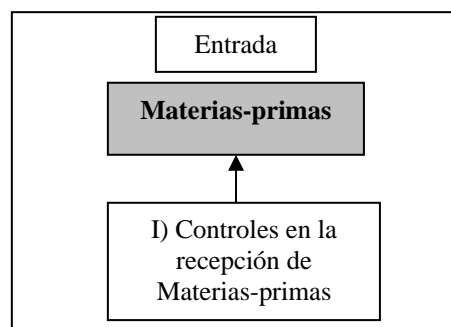 Entrada
Materias-primas
I) Controles en la
recepción de
Materias-primas